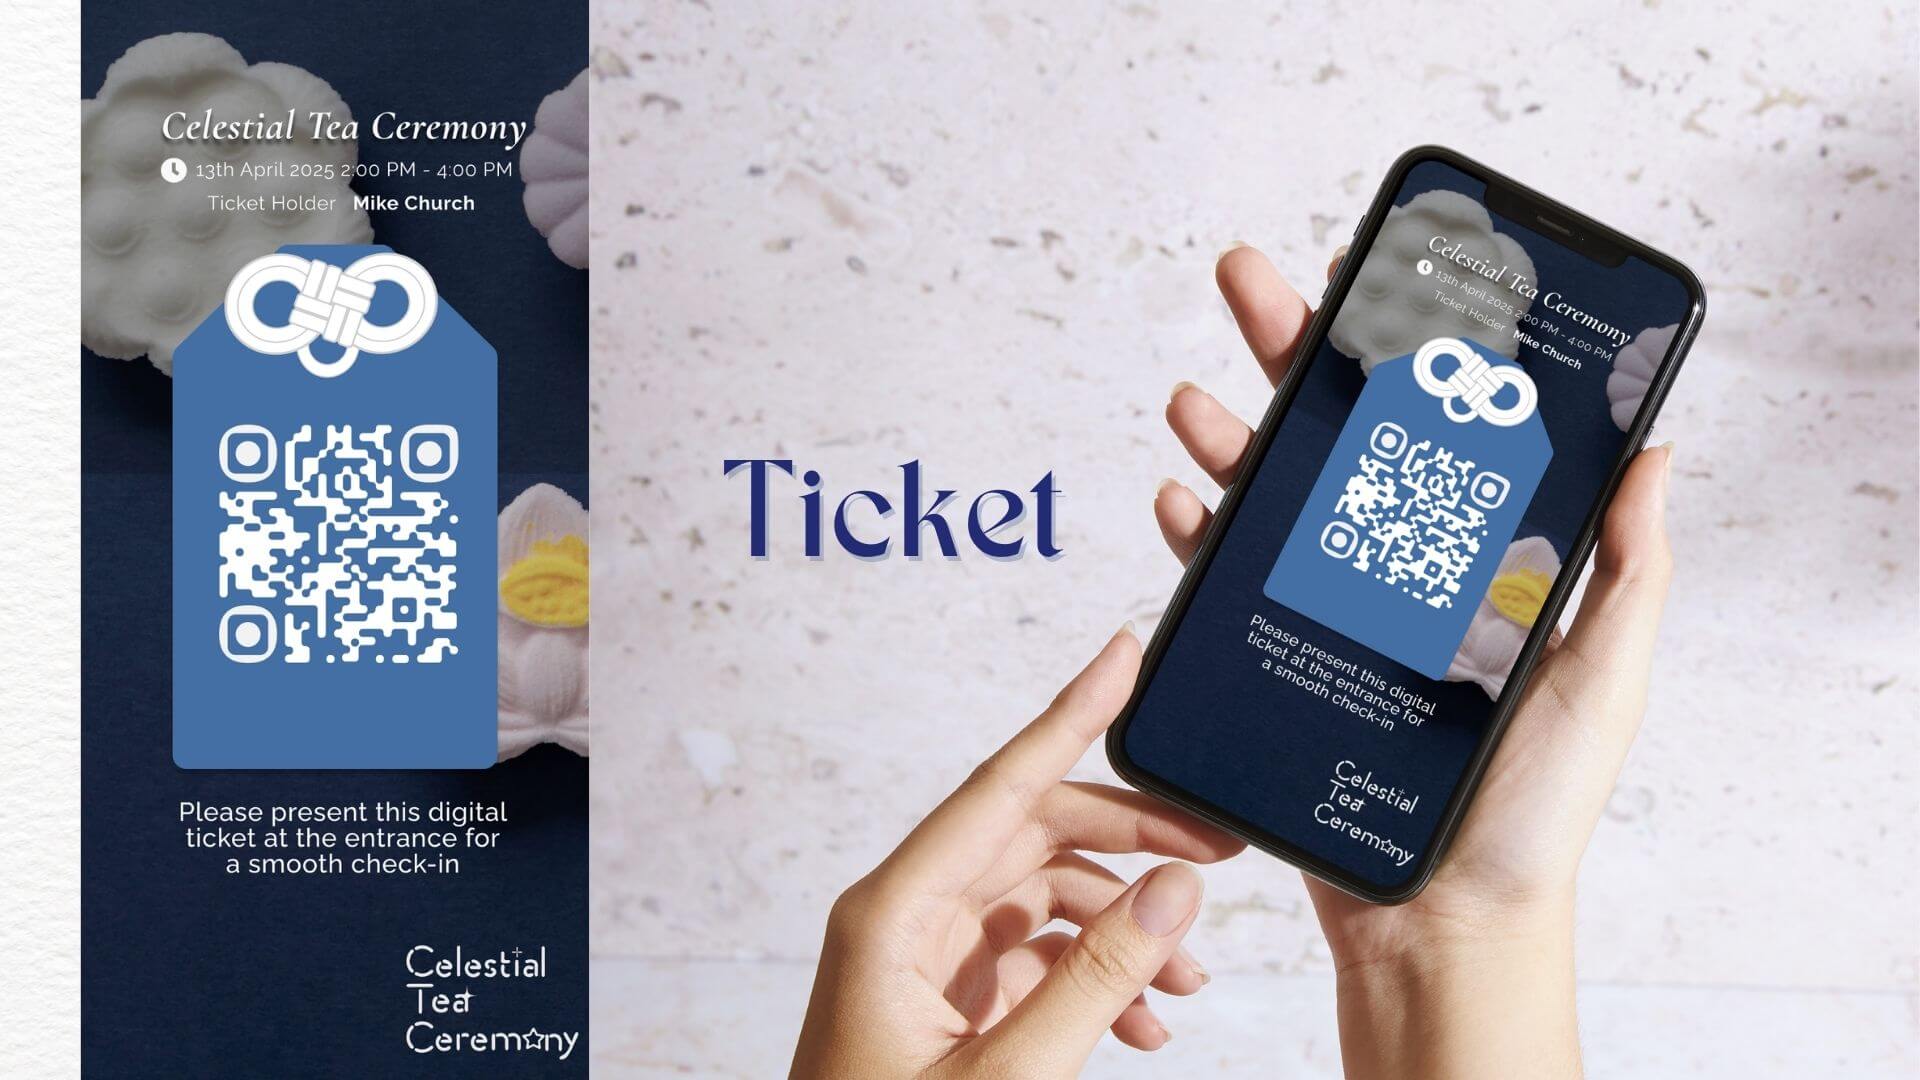 Celestial Tea Ceremony
13th April 2025 2:00 PM - 4:00 PM
Ticket Holder Mike Church
Please present this digital
ticket at the entrance for
a smooth check-in
Celestial
Tea
Ceremony
Ticket
Celestial Tea Ceremony
13th April 2025 2:00 PM - 4:00 PM
Ticket Holder Mike Church
Please present this digital
ticket at the entrance for
a smooth check-in
Celestial
Tea
Ceremony